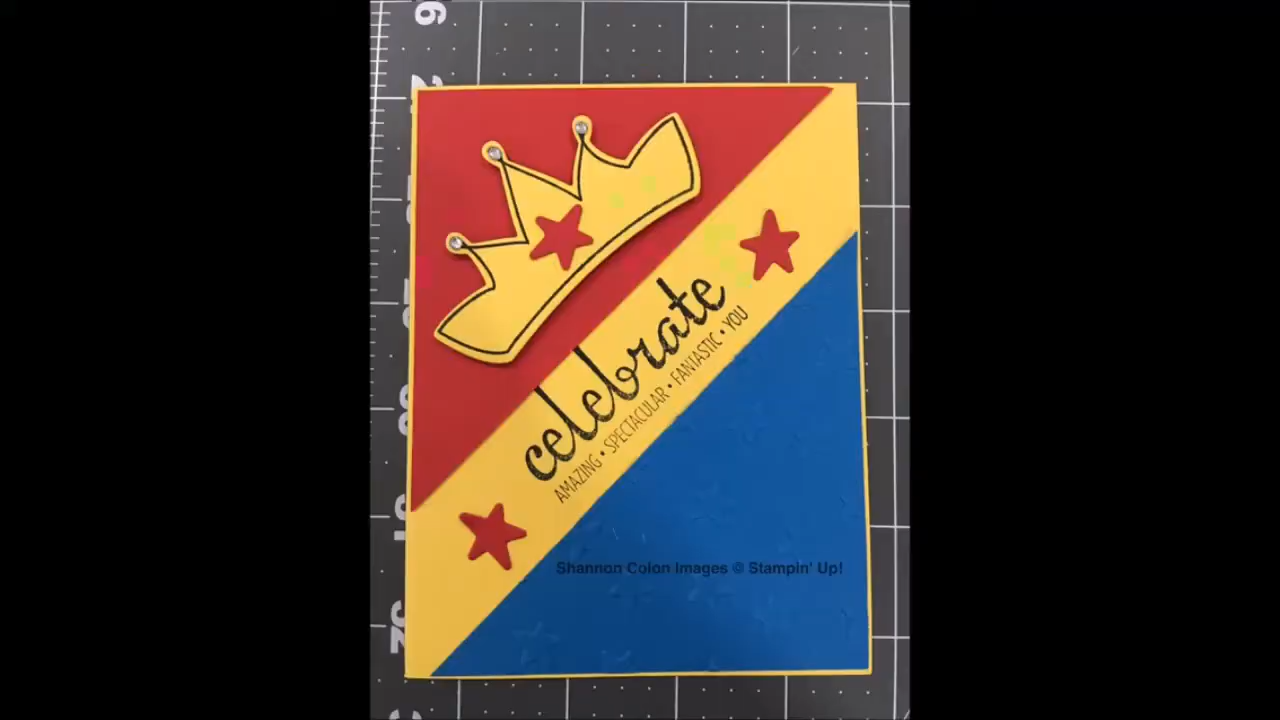 celebrate
AMAZING • SPECTACULAR • FANTASTIC • YOU
Shannon Colon Images © Stampin' Up!